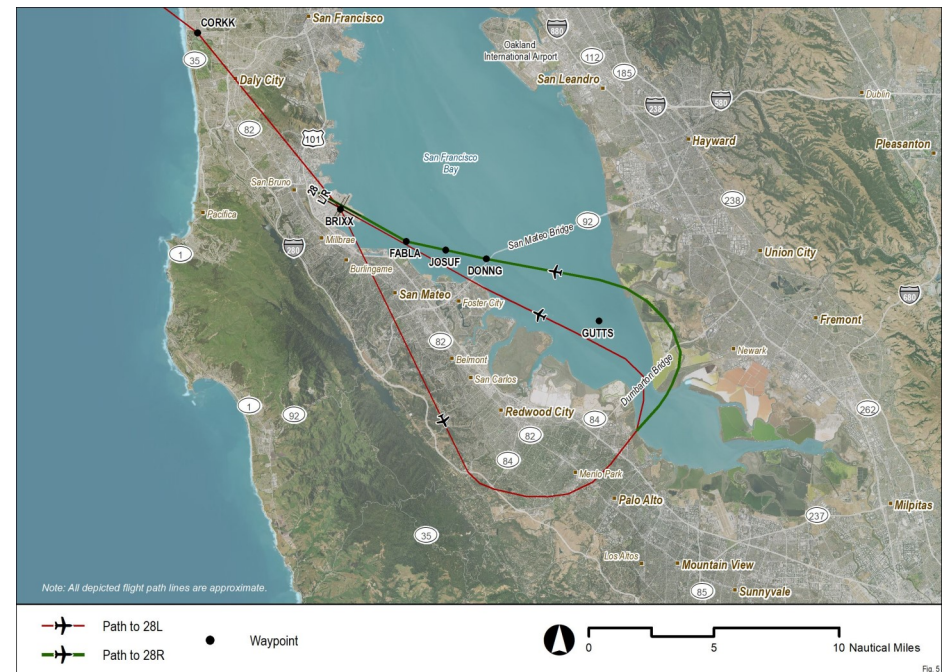 CORKK
San Francisco
35
Daly City
82
101
San Francisco
Bay
Oakland
International Airport
880
112
185
San Leandro
238
580
Dublin
Hayward
Pleasanton
San Bruno
28
L/R
BRIXX
Pacifica
Millbrae
280
1
Burlingame
FABLA
JOSUF
DONNG
San Mateo Bridge
92
238
Union City
680
San Mateo
Foster City
GUTTS
Fremont
82
Belmont
San Carlos
Newark
Dumbarton Bridge
1
92
Redwood City
84
82
84
262
Menlo Park
Palo Alto
237
Milpitas
35
Los Altos
Mountain View
85
Sunnyvale
Note: All depicted flight path lines are approximate.
Path to 28L
Path to 28R
Waypoint
0 5 10 Nautical Miles
Fig. 5